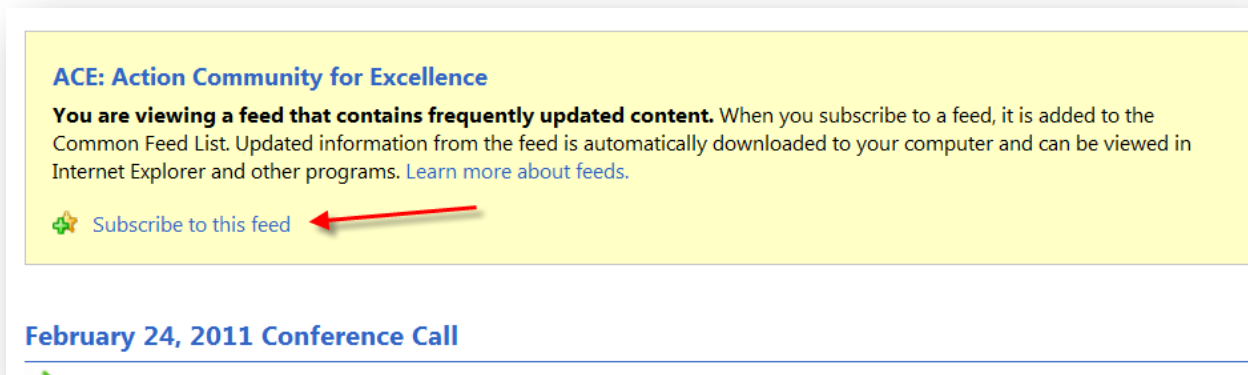 ACE: Action Community for Excellence
You are viewing a feed that contains frequently updated content. When you subscribe to a feed, it is added to the
Common Feed List. Updated information from the feed is automatically downloaded to your computer and can be viewed in
Internet Explorer and other programs. Learn more about feeds.
Subscribe to this feed
February 24, 2011 Conference Call